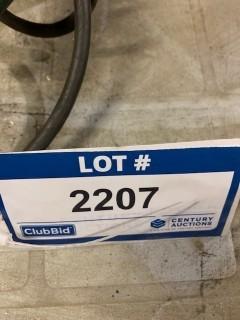 LOT #
2207
ClubBid
CENTURY
AUCTIONS